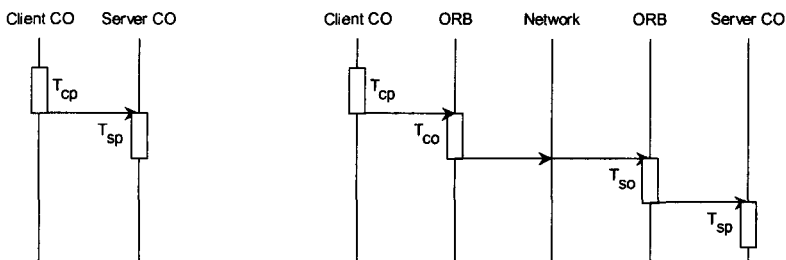 Client CO Server CO Client CO ORB Network ORB Server CO
Tcp Tcp
Tsp Tco
Tso
Tsp